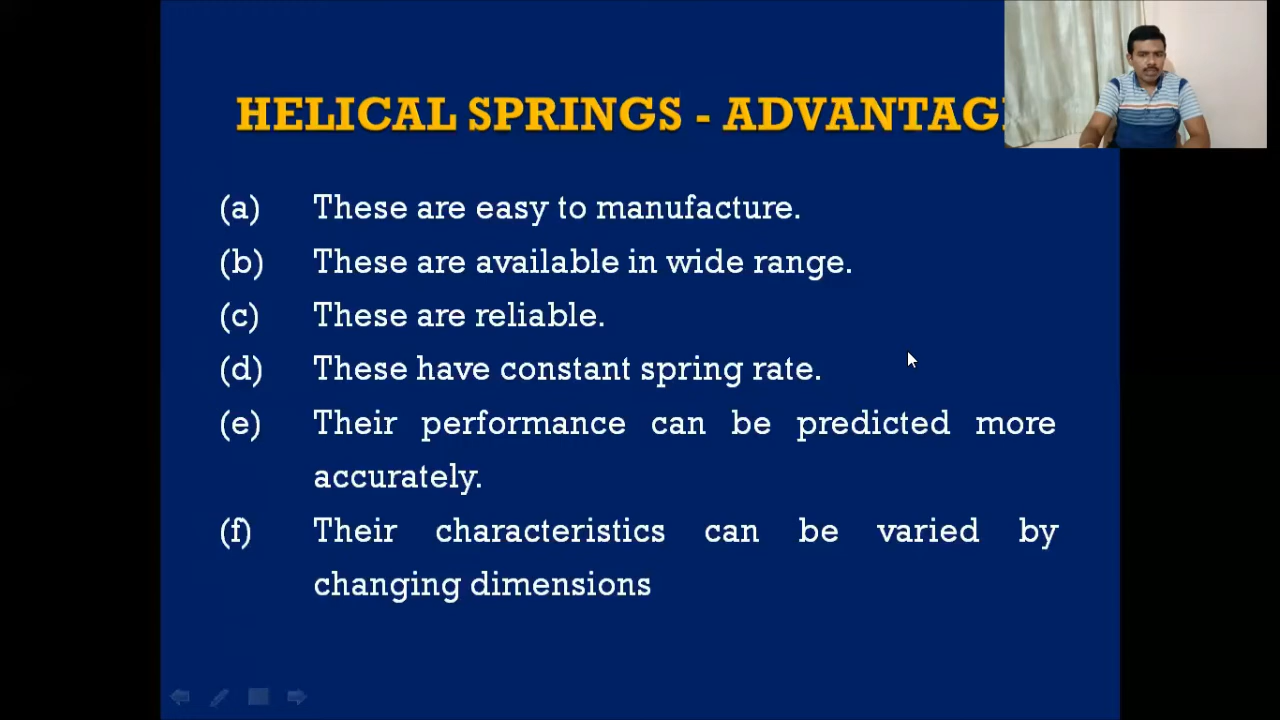 HELICAL SPRINGS -
(a) These are easy to manufacture.
(b) These are available in wide range.
(c) These are reliable.
(d) These have constant spring rate.
(e) Their performance can be predicted more
accurately.
(f) Their characteristics can be varied by
changing dimensions